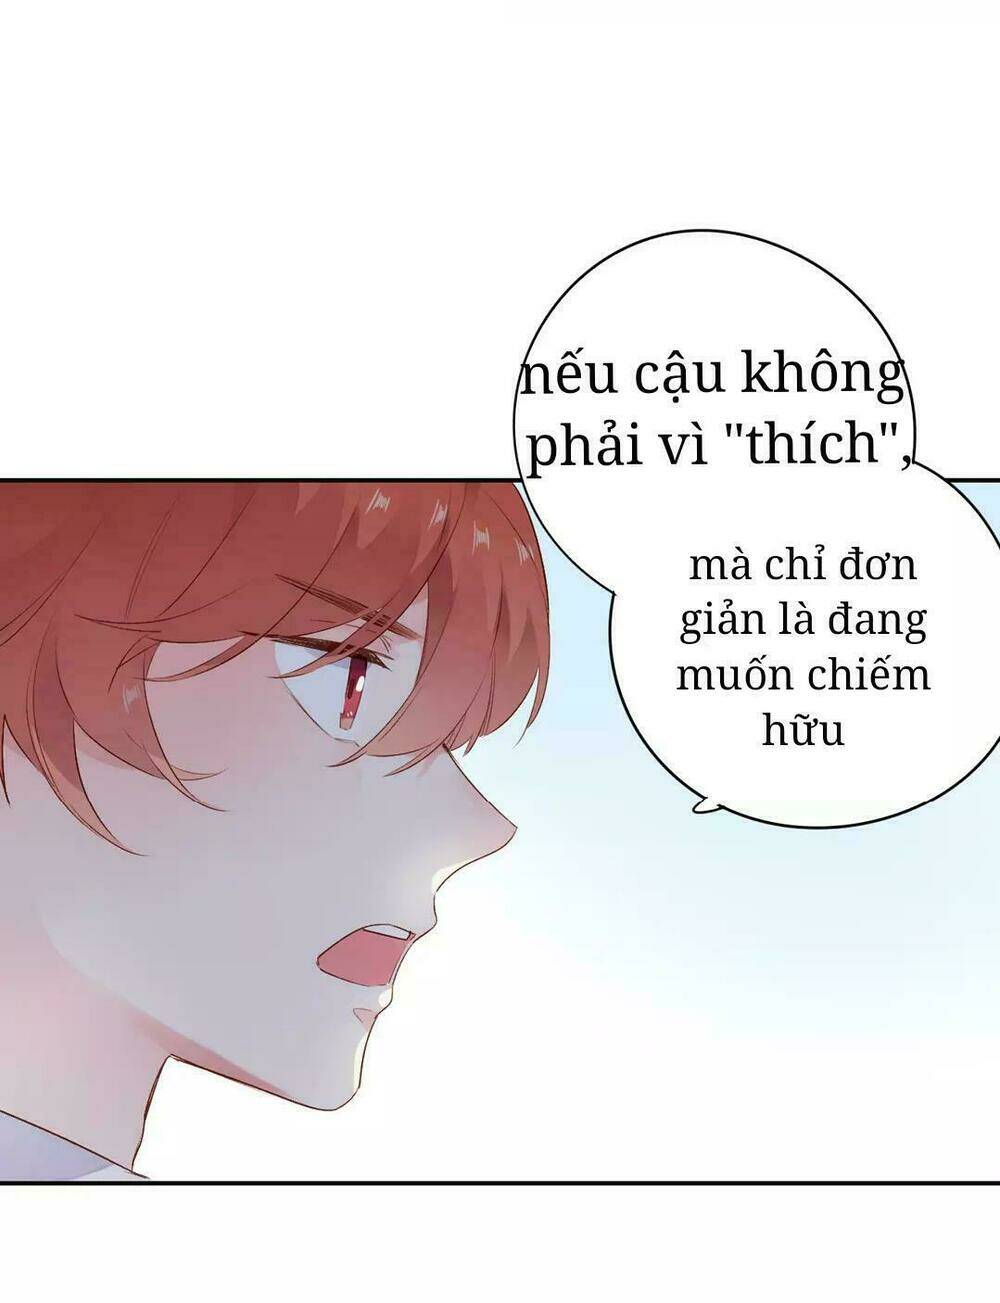 nếu cậu không
phải vì "thích",
mà chỉ đơn
giản là đang
muốn chiếm
hữu